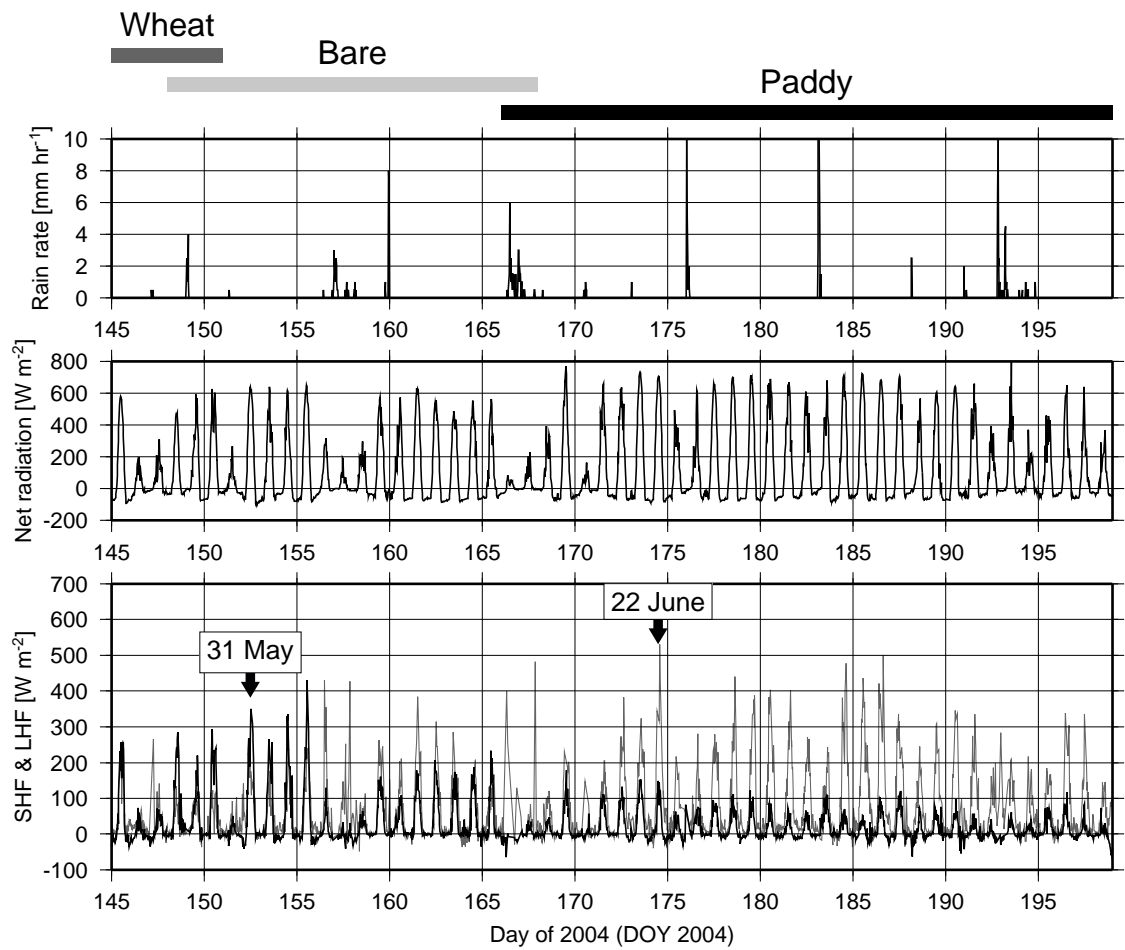 Wheat
Bare
Paddy
Rain rate [mm hr-1]
10
8
6
4
2
0
145 150 155 160 165 170 175 180 185 190 195
Net radiation [W m-2]
800
600
400
200
0
-200
145 150 155 160 165 170 175 180 185 190 195
SHF & LHF [W m-2]
700
600
500
400
300
200
100
0
-100
31 May
22 June
145 150 155 160 165 170 175 180 185 190 195
Day of 2004 (DOY 2004)